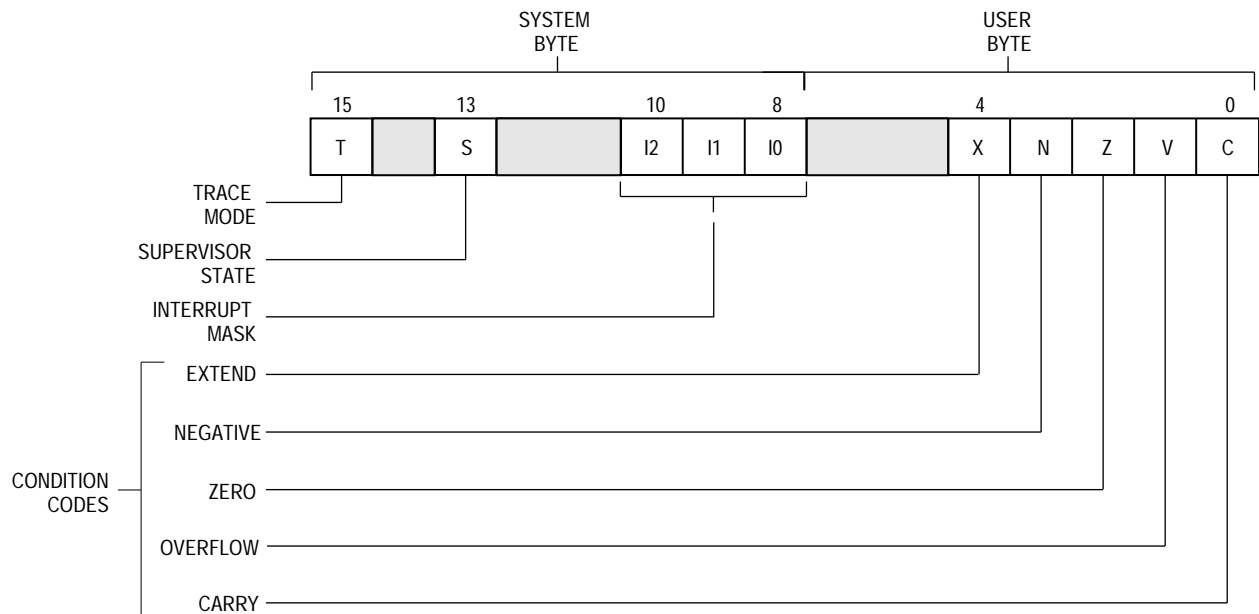 SYSTEM
BYTE
USER
BYTE
15 13 10 8 4 0
T S I2 I1 I0 X N Z V C
TRACE
MODE
SUPERVISOR
STATE
INTERRUPT
MASK
EXTEND
NEGATIVE
CONDITION
CODES
ZERO
OVERFLOW
CARRY